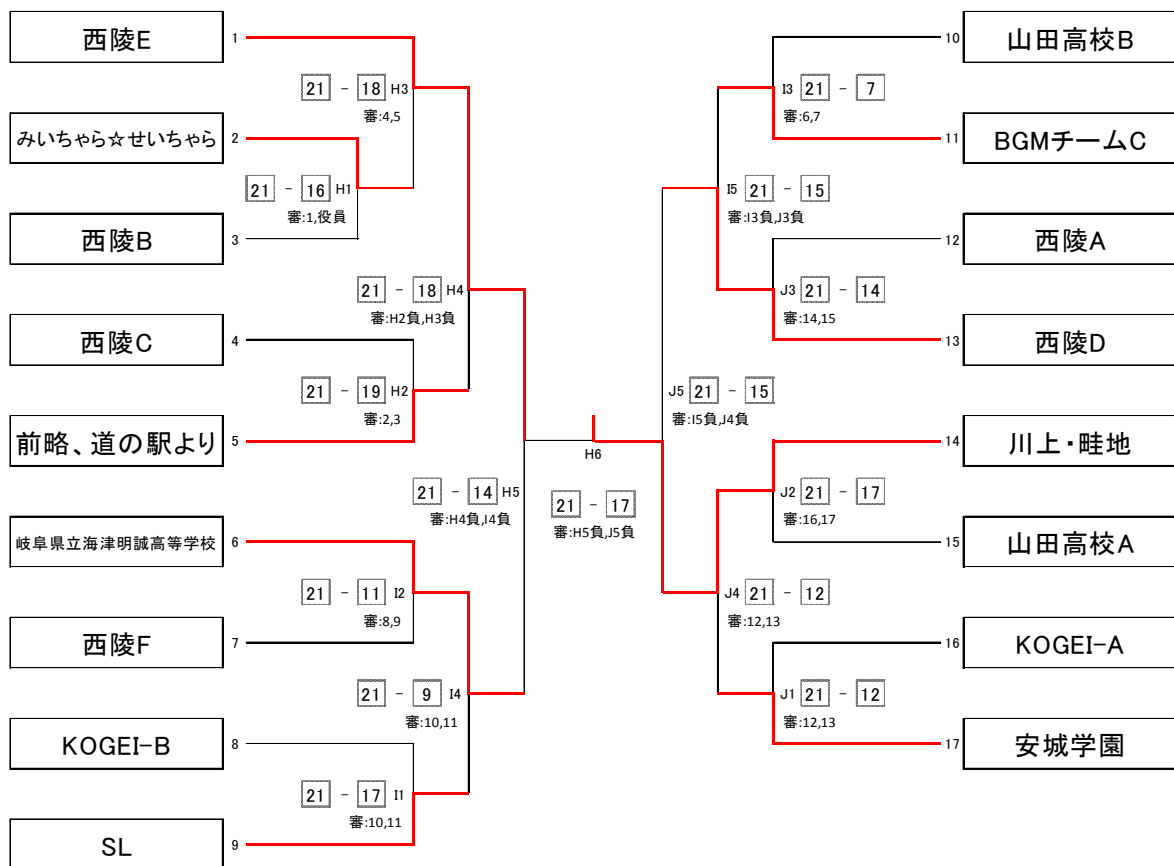 西陵E
1
21 - 18 H3
審:4,5
みいちゃら☆せいちゃら
2
21 - 16 H1
審:1,役員
西陵B
3
21 - 18 H4
審:H2負,H3負
西陵C
4
21 - 19 H2
審:2,3
前略、道の駅より
5
21 - 14 H5
審:H4負,I4負
岐阜県立海津明誠高等学校
6
21 - 11 I2
審:8,9
西陵F
7
21 - 9 I4
審:10,11
KOGEI-B
8
21 - 17 I1
審:10,11
SL
9
H6
21 - 17
審:H5負,J5負
10
山田高校B
I3 21 - 7
審:6,7
11
BGMチームC
I5 21 - 15
審:I3負,J3負
12
西陵A
J3 21 - 14
審:14,15
13
西陵D
J5 21 - 15
審:I5負,J4負
14
川上・畦地
J2 21 - 17
審:16,17
15
山田高校A
J4 21 - 12
審:12,13
16
KOGEI-A
J1 21 - 12
審:12,13
17
安城学園